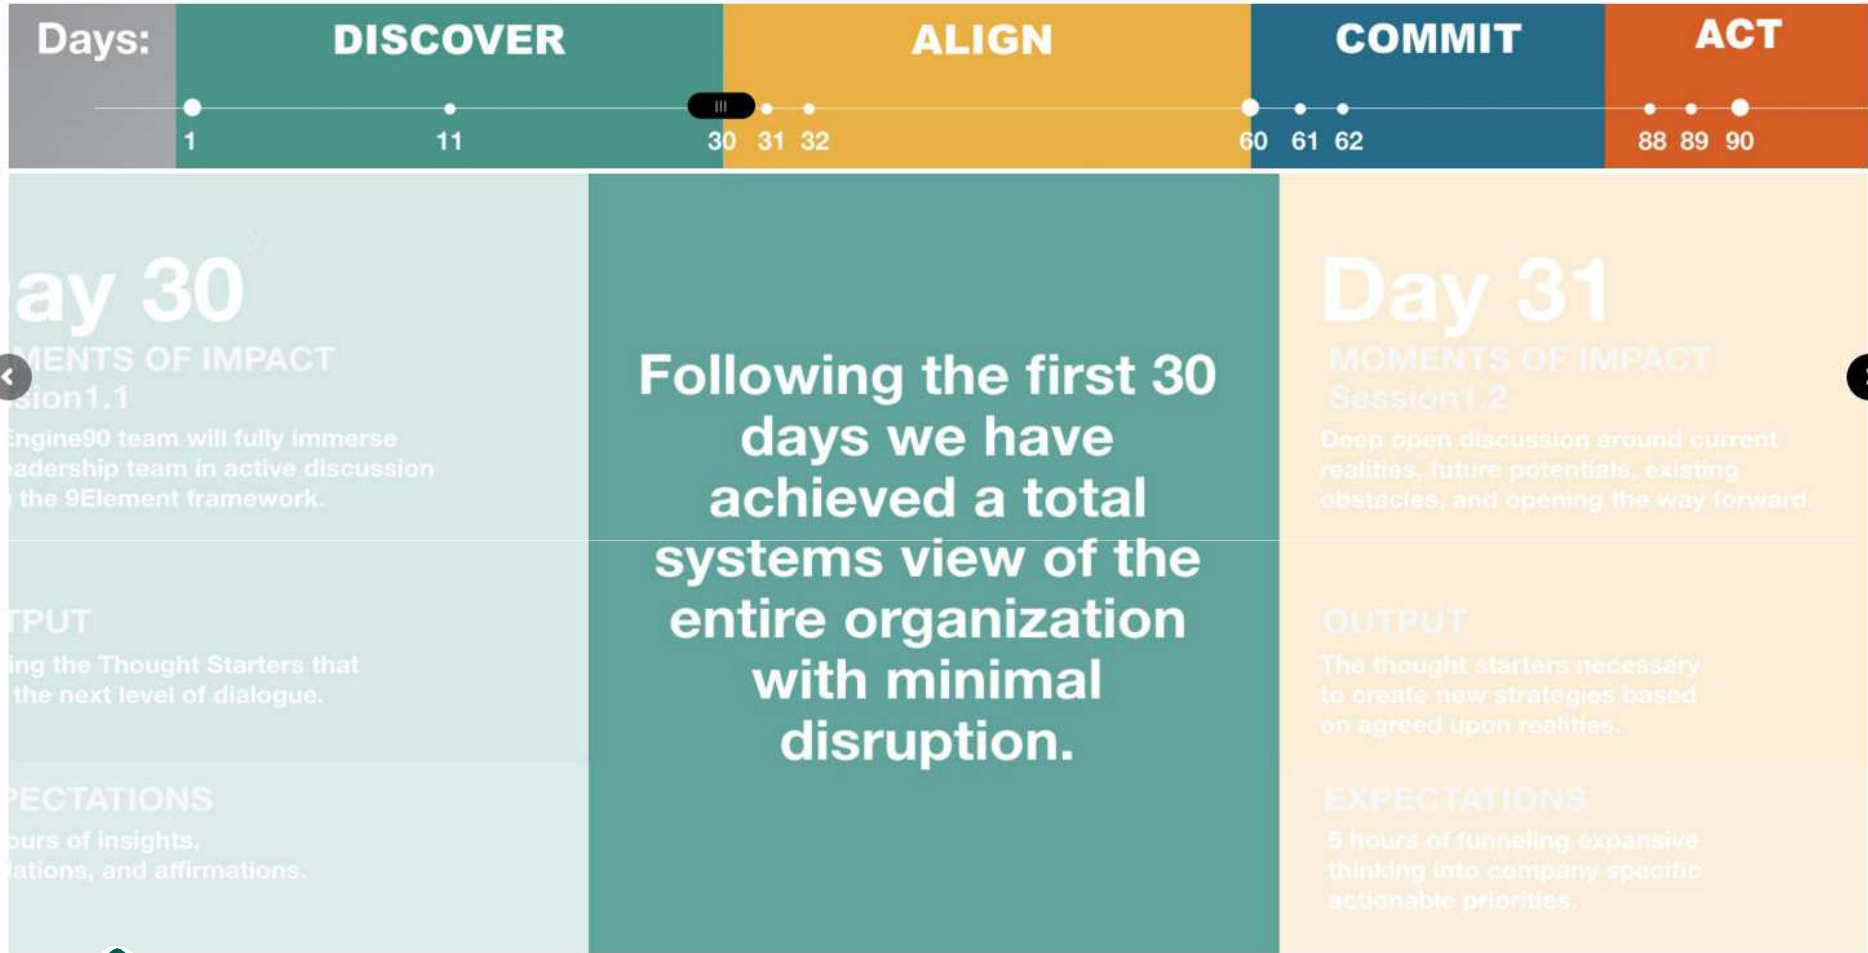 Days:
DISCOVER
ALIGN
COMMIT
ACT
1
11
30
31
32
60
61
62
88
89
90
ay 30
MENTS OF IMPACT
sion1.1
Engine90 team will fully immerse
eadership team in active discussion
the 9Element framework.
TPUT
ing the Thought Starters that
the next level of dialogue.
PECTATIONS
ours of insights,
lations, and affirmations.
Following the first 30
days we have
achieved a total
systems view of the
entire organization
with minimal
disruption.
Day 31
MOMENTS OF IMPACT
Session1.2
Deep open discussion around current
realities, future potentials, existing
obstacles, and opening the way forward.
OUTPUT
The thought starters necessary
to create new strategies based
on agreed upon realities.
EXPECTATIONS
5 hours of funneling expansive
thinking into company specific
actionable priorities.